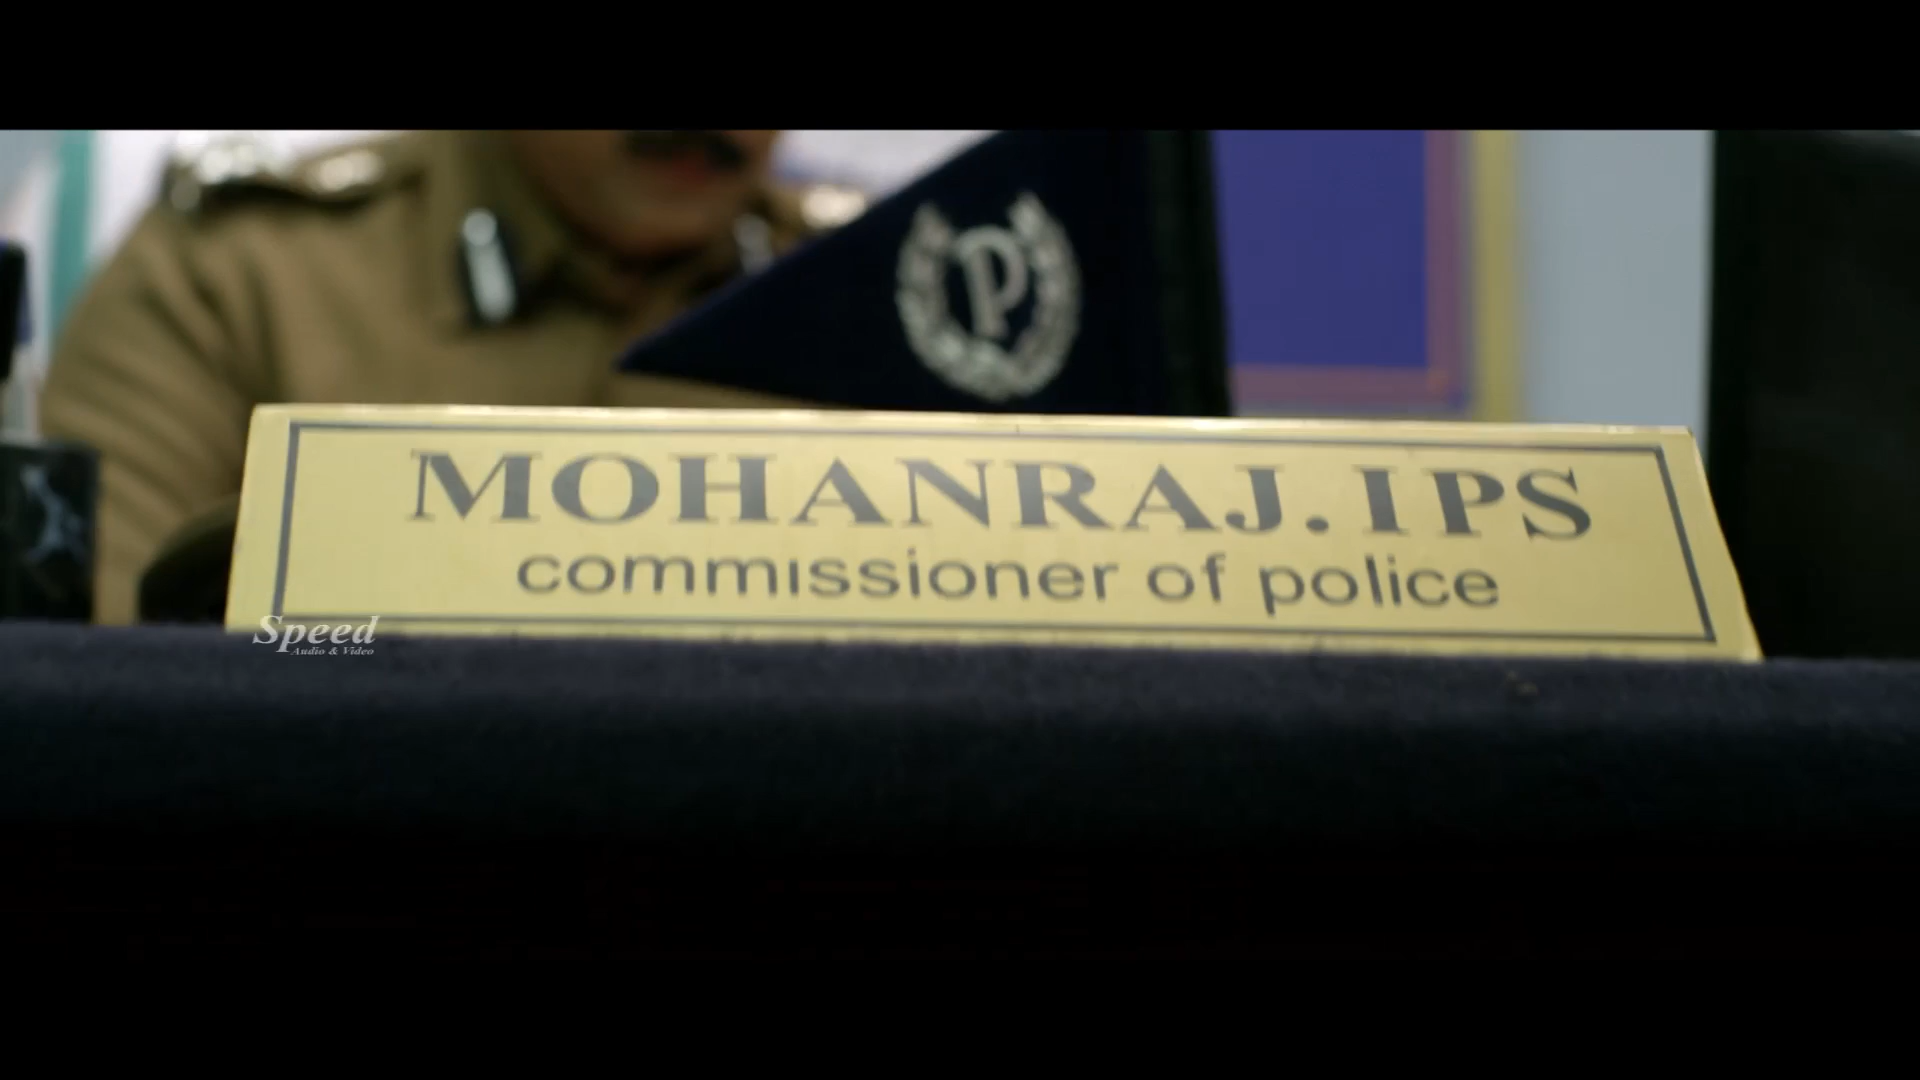 P
MOHANRAJ. IPS
commissioner of police
Speed
Audio & Video